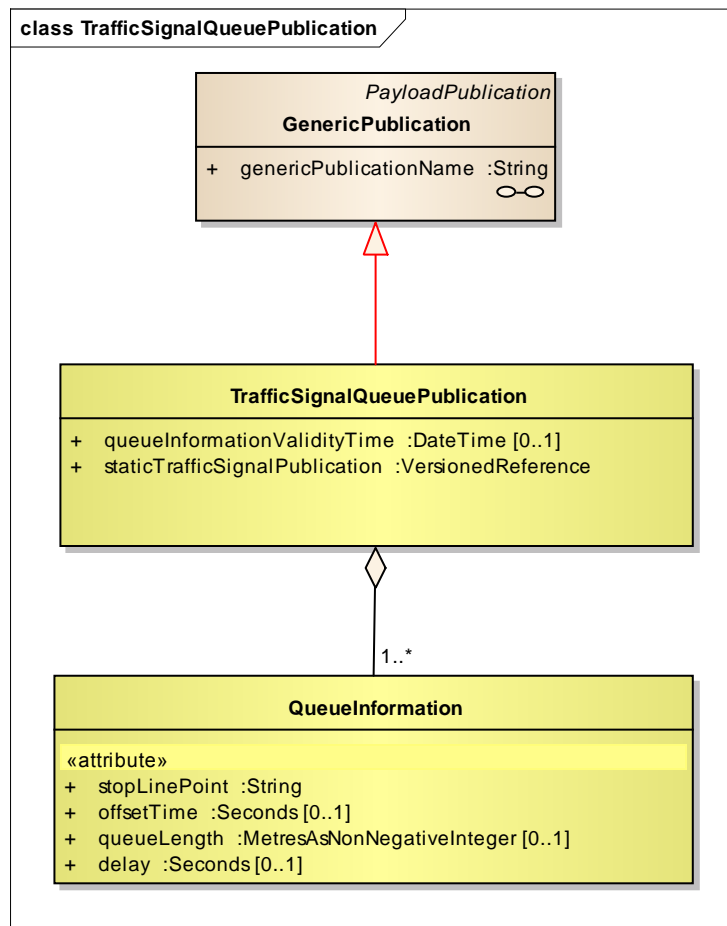 class TrafficSignalQueuePublication
PayloadPublication
GenericPublication
+ genericPublicationName :String
TrafficSignalQueuePublication
+ queueInformationValidityTime :DateTime [0..1]
+ staticTrafficSignalPublication :VersionedReference
1..*
QueueInformation
«attribute»
+ stopLinePoint :String
+ offsetTime :Seconds [0..1]
+ queueLength :MetresAsNonNegativeInteger [0..1]
+ delay :Seconds [0..1]